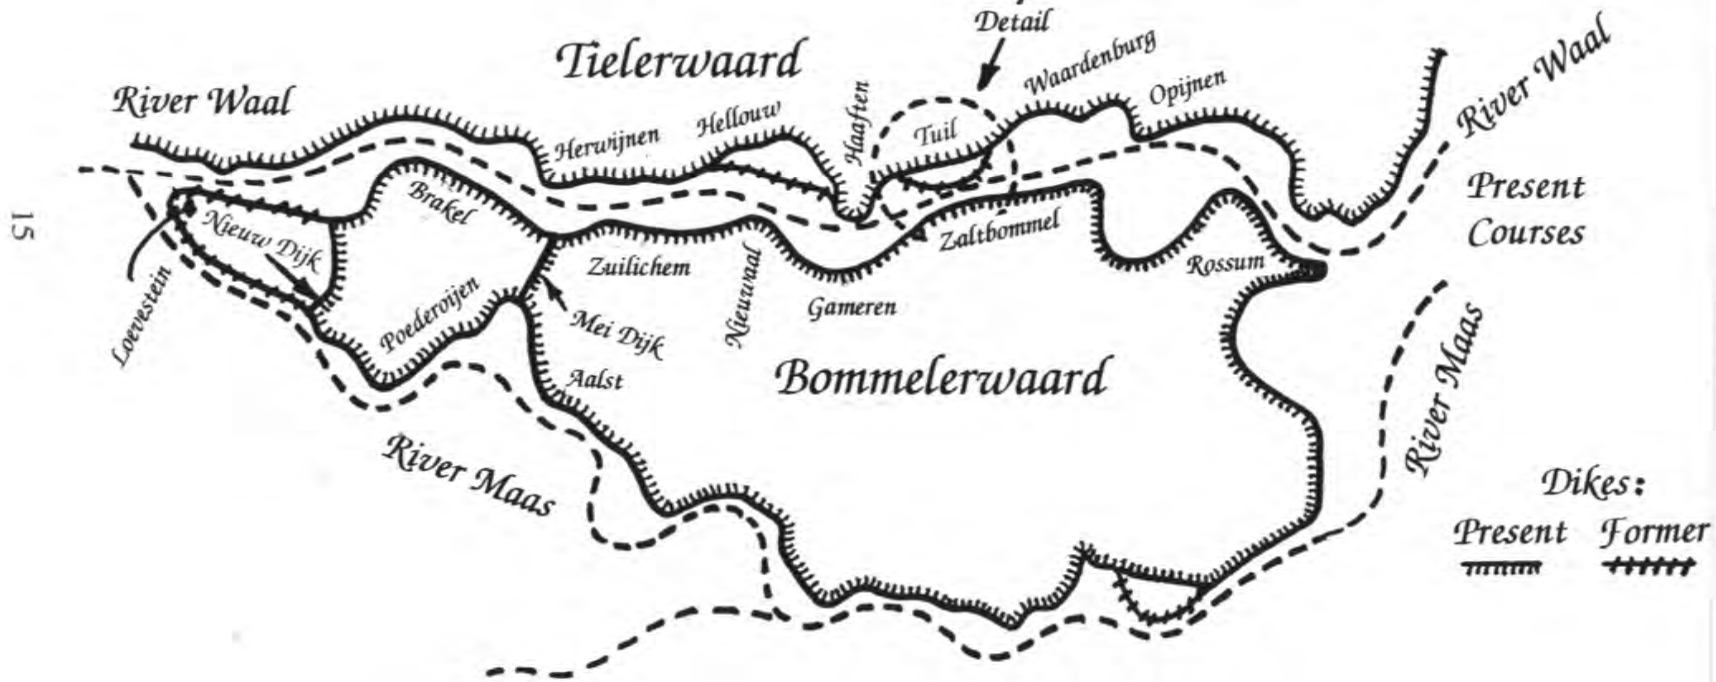 Detail
Tielerwaard
River Waal
Herwijnen
Hellouw
Haaften
Tuil
Waardenburg
Opijnen
River Waal
Present
Courses
Brakel
Nieuw Dijk
Loevestein
Poederoijen
Zuilichem
Mei Dijk
Nieuwaal
Gameren
Zaltbommel
Rossum
Aalst
Bommelerwaard
River Maas
River Maas
Dikes:
Present Former
15